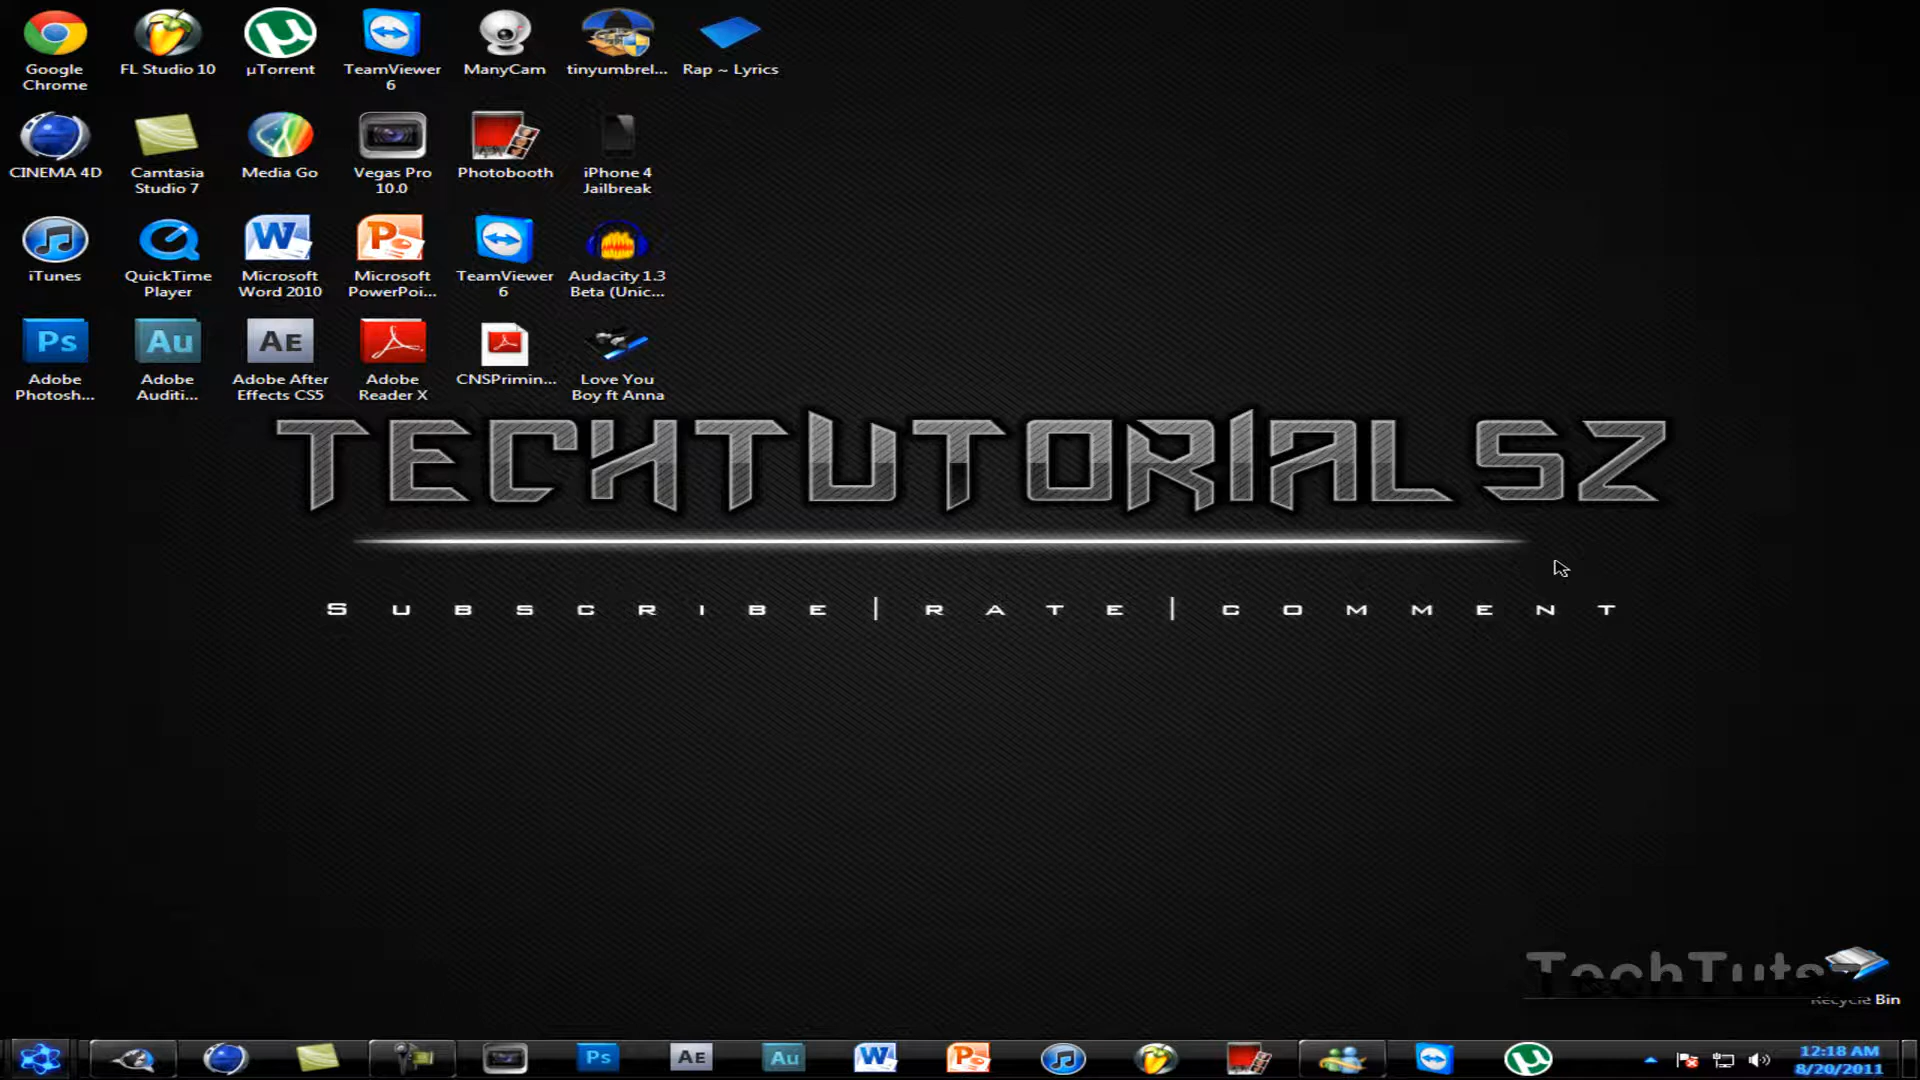 Google Chrome
FL Studio 10
µTorrent
TeamViewer 6
ManyCam
tinyumbrel...
Rap ~ Lyrics
CINEMA 4D
Camtasia Studio 7
Media Go
Vegas Pro 10.0
Photobooth
iPhone 4 Jailbreak
iTunes
QuickTime Player
Microsoft Word 2010
Microsoft PowerPoi...
TeamViewer 6
Audacity 1.3 Beta (Unic...
Ps
Au
AE
Adobe Photosh...
Adobe Auditi...
Adobe After Effects CS5
Adobe Reader X
CNSPrimin...
Love You Boy ft Anna
TECHTUTORIALSZ
SUBSCRIBE | RATE | COMMENT
TechTuts
Recycle Bin
Ps
AE
Au
12:18 AM
8/20/2011